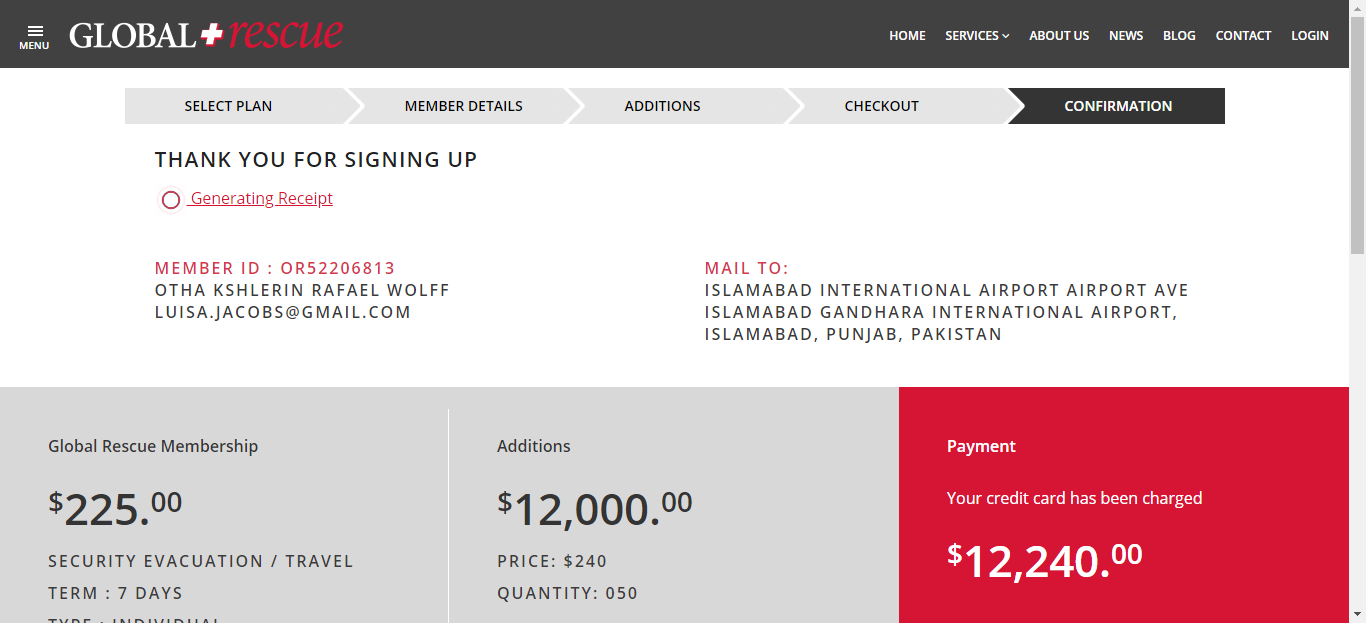 MENU
GLOBAL rescue
HOME SERVICES ABOUT US NEWS BLOG CONTACT LOGIN
SELECT PLAN MEMBER DETAILS ADDITIONS CHECKOUT CONFIRMATION
THANK YOU FOR SIGNING UP
Generating Receipt
MEMBER ID : OR52206813
OTHA KSHLERIN RAFAEL WOLFF
LUISA.JACOBS@GMAIL.COM
MAIL TO:
ISLAMABAD INTERNATIONAL AIRPORT AIRPORT AVE
ISLAMABAD GANDHARA INTERNATIONAL AIRPORT,
ISLAMABAD, PUNJAB, PAKISTAN
Global Rescue Membership
$225.00
SECURITY EVACUATION / TRAVEL
TERM : 7 DAYS
TYPE : INDIVIDUAL
Additions
$12,000.00
PRICE: $240
QUANTITY: 050
Payment
Your credit card has been charged
$12,240.00